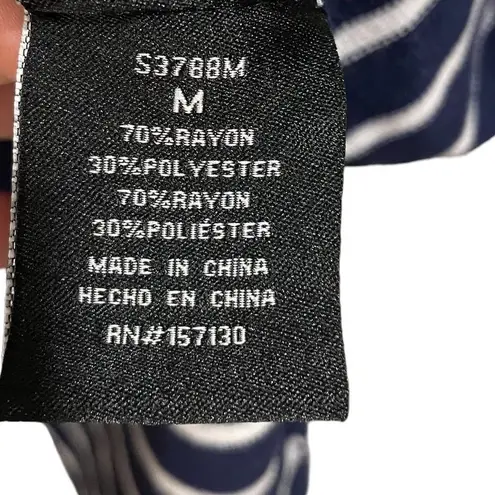 S3788M
M
70%RAYON
30%POLYESTER
70%RAYON
30%POLIÉSTER
MADE IN CHINA
HECHO EN CHINA
RN#157130